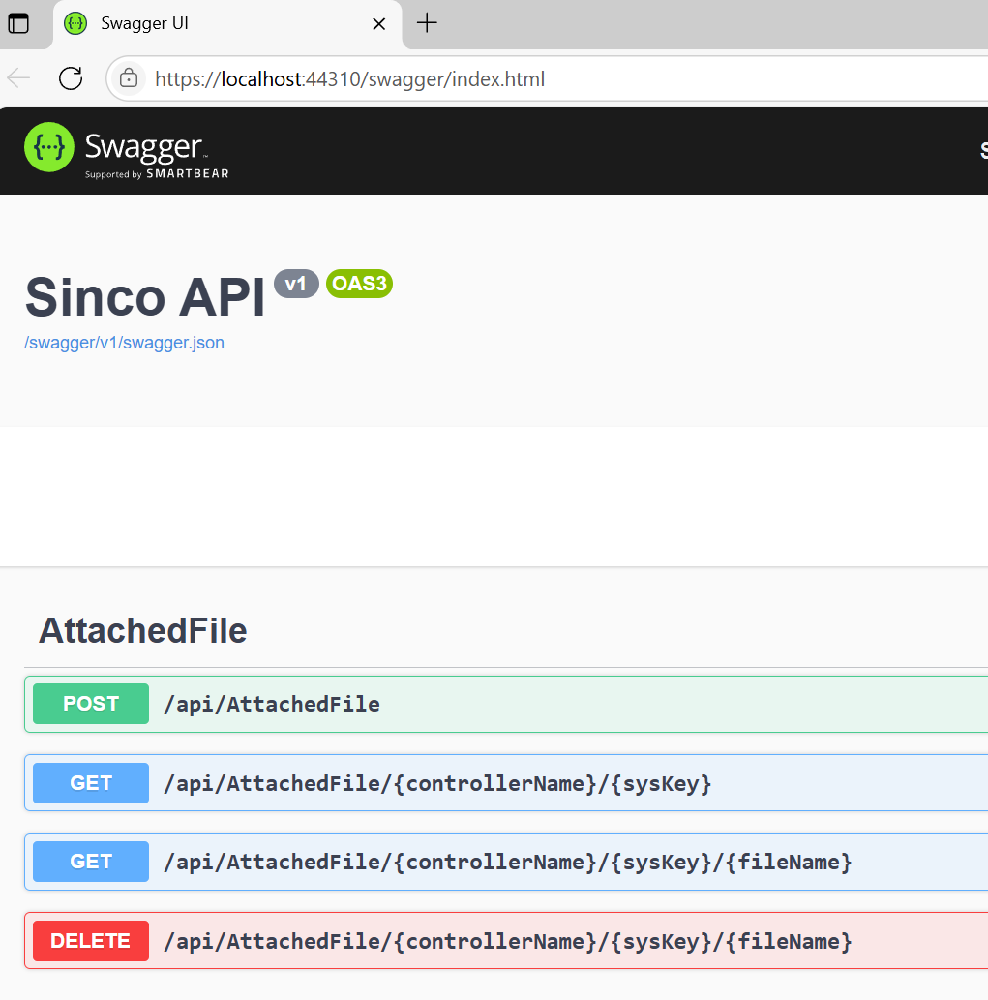 Swagger UI
https://localhost:44310/swagger/index.html
{···} Swagger™
Supported by SMARTBEAR
S
Sinco API v1 OAS3
/swagger/v1/swagger.json
AttachedFile
POST /api/AttachedFile
GET /api/AttachedFile/{controllerName}/{sysKey}
GET /api/AttachedFile/{controllerName}/{sysKey}/{fileName}
DELETE /api/AttachedFile/{controllerName}/{sysKey}/{fileName}